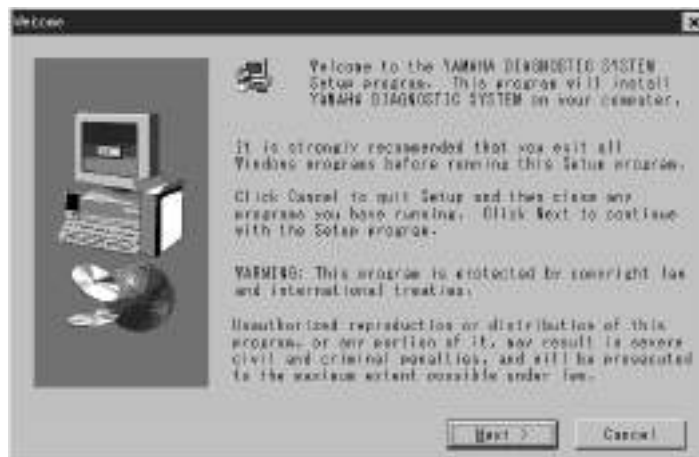 Welcome
Welcome to the YAMAHA DIAGNOSTIC SYSTEM
Setup program. This program will install
YAMAHA DIAGNOSTIC SYSTEM on your computer.
It is strongly recommended that you exit all
Windows programs before running this Setup program.
Click Cancel to quit Setup and then close any
programs you have running. Click Next to continue
with the Setup program.
WARNING: This program is protected by copyright law
and international treaties.
Unauthorized reproduction or distribution of this
program, or any portion of it, may result in severe
civil and criminal penalties, and will be prosecuted
to the maximum extent possible under law.
Next >
Cancel